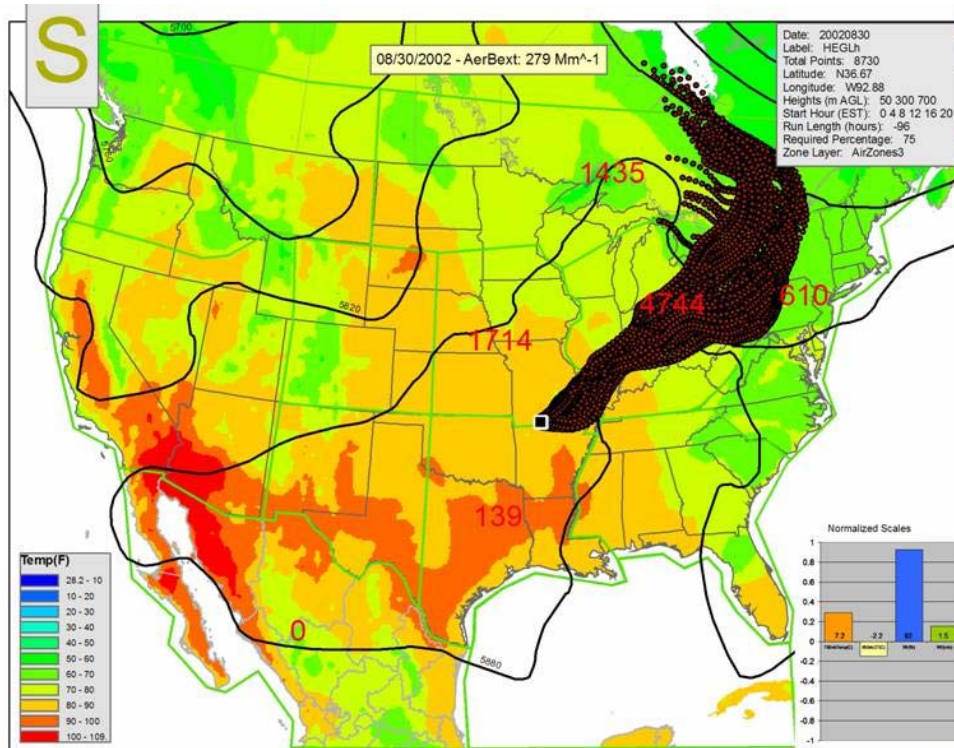 S
5700
08/30/2002 - AerBext: 279 Mm^-1
Date: 20020830
Label: HEGLh
Total Points: 8730
Latitude: N36.67
Longitude: W92.88
Heights (m AGL): 50 300 700
Start Hour (EST): 0 4 8 12 16 20
Run Length (hours): -96
Required Percentage: 75
Zone Layer: AirZones3
5760
1435
5820
1714
4744
610
139
0
5880
Temp(F)
26.2 - 10
10 - 20
20 - 30
30 - 40
40 - 50
50 - 60
60 - 70
70 - 80
80 - 90
90 - 100
100 - 109.
Normalized Scales
1
0.8
0.6
0.4
0.2
0
-0.2
-0.4
-0.6
-0.8
-1
7.2
-2.2
1.5